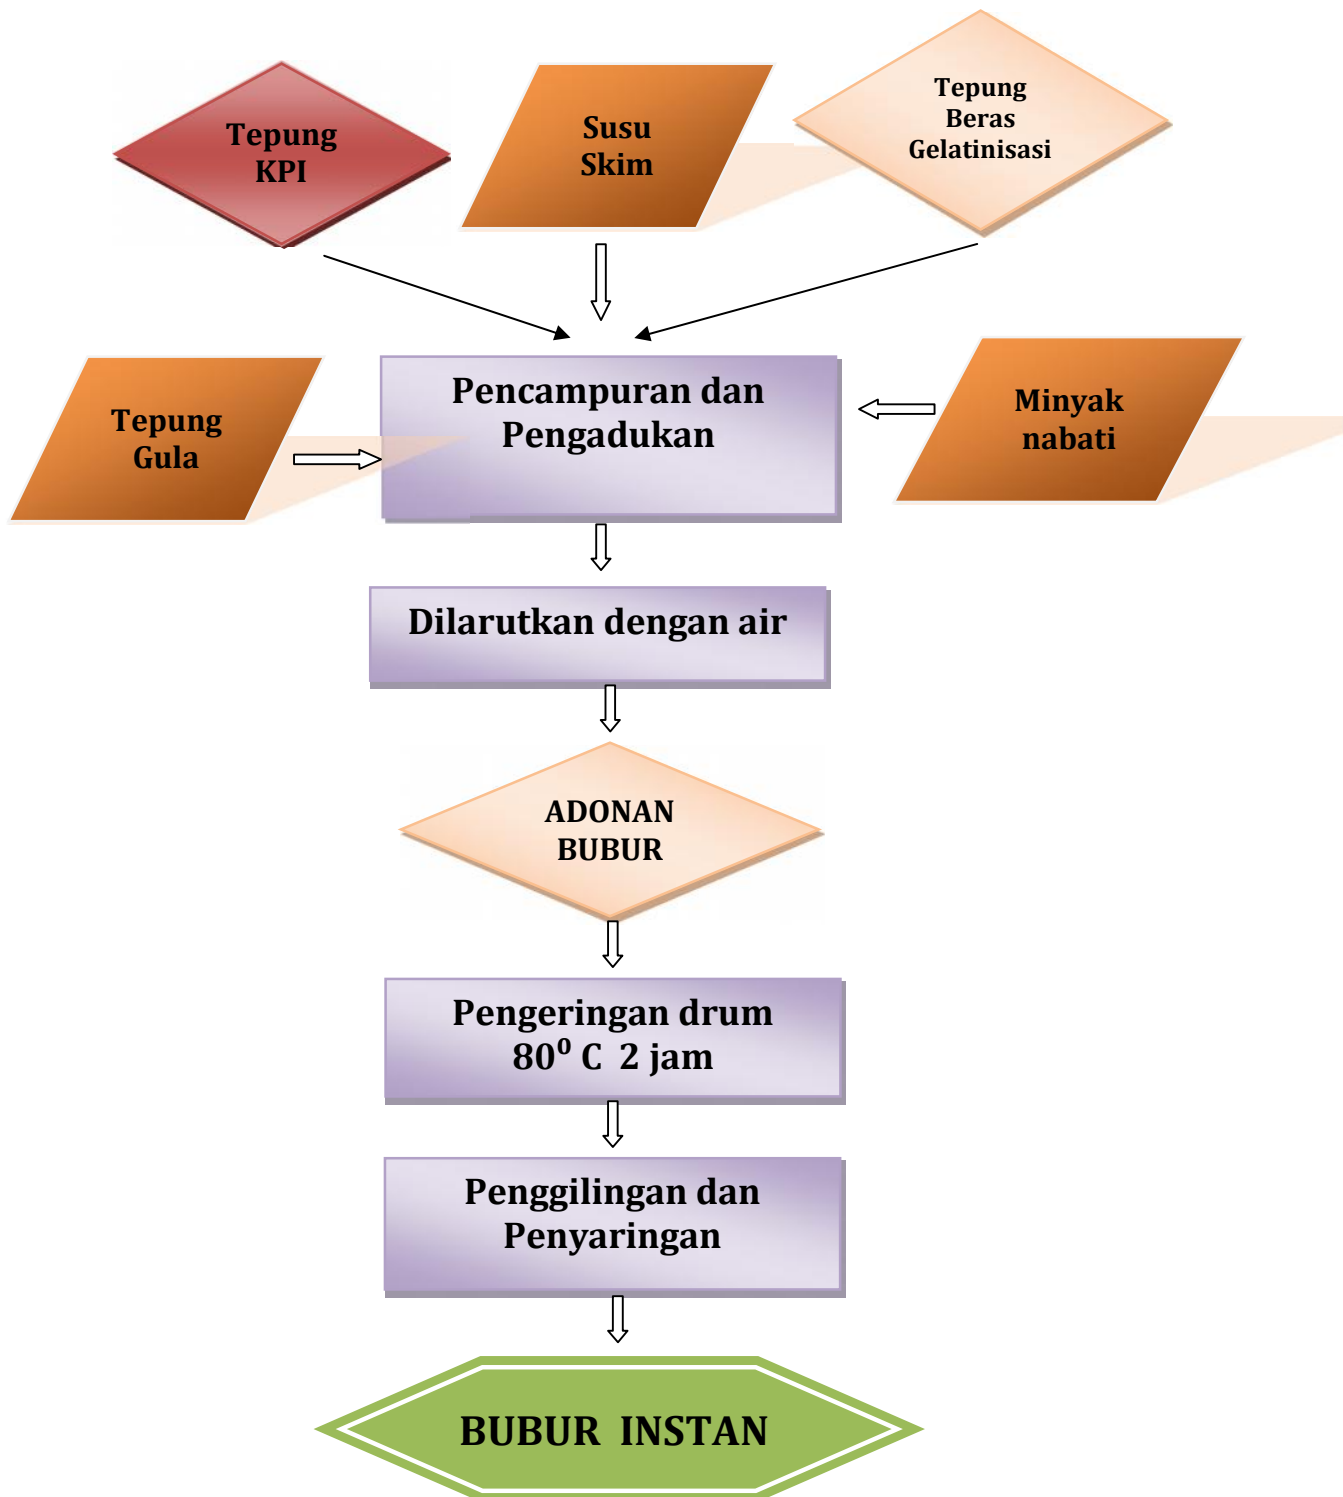 Tepung
KPI
Susu
Skim
Tepung
Beras
Gelatinisasi
Tepung
Gula
Pencampuran dan
Pengadukan
Minyak
nabati
Dilarutkan dengan air
ADONAN
BUBUR
Pengeringan drum
80⁰ C  2 jam
Penggilingan dan
Penyaringan
BUBUR  INSTAN